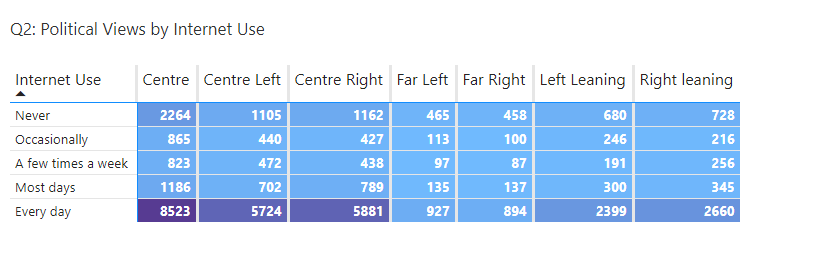 Q2: Political Views by Internet Use
Internet Use Centre Centre Left Centre Right Far Left Far Right Left Leaning Right leaning
Never 2264 1105 1162 465 458 680 728
Occasionally 865 440 427 113 100 246 216
A few times a week 823 472 438 97 87 191 256
Most days 1186 702 789 135 137 300 345
Every day 8523 5724 5881 927 894 2399 2660